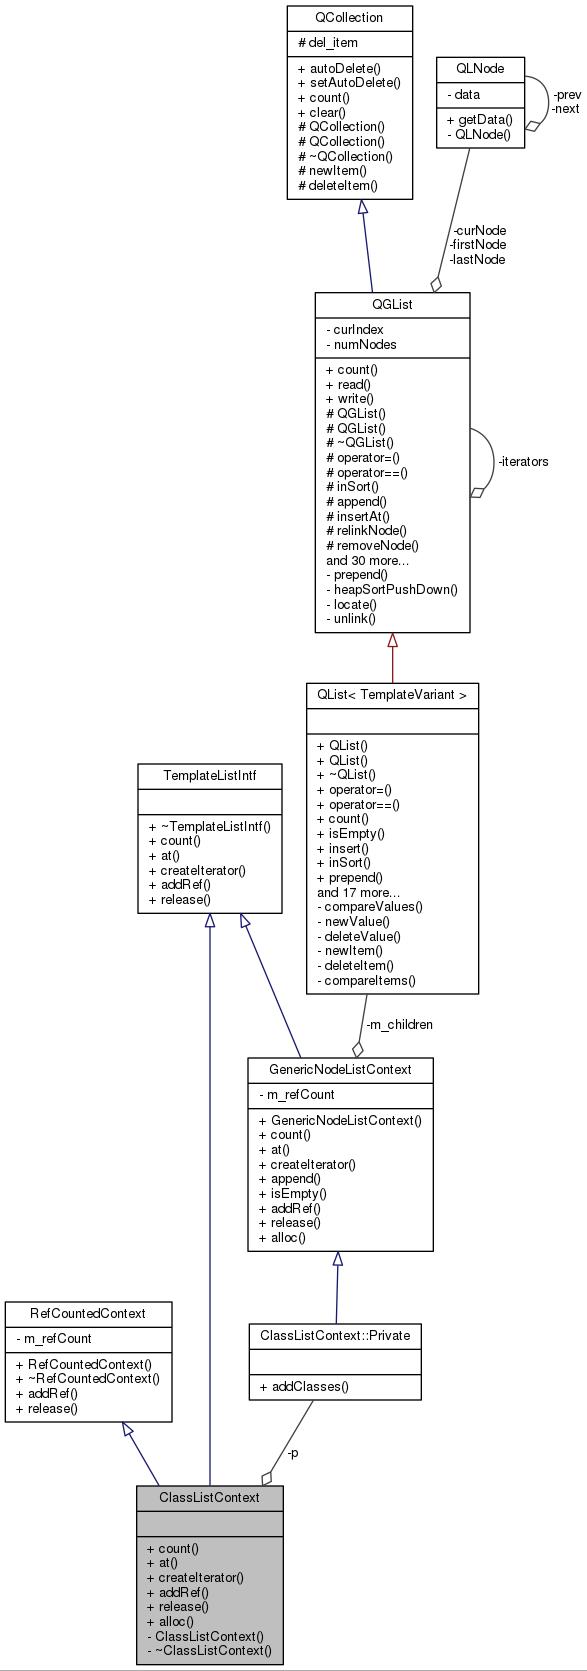 QCollection
# del_item
+ autoDelete()
+ setAutoDelete()
+ count()
+ clear()
# QCollection()
# QCollection()
# ~QCollection()
# newItem()
# deleteItem()
QLNode
- data
+ getData()
- QLNode()
-prev
-next
-curNode
-firstNode
-lastNode
QGList
- curIndex
- numNodes
+ count()
+ read()
+ write()
# QGList()
# QGList()
# ~QGList()
# operator=()
# operator==()
# inSort()
# append()
# insertAt()
# relinkNode()
# removeNode()
and 30 more...
- prepend()
- heapSortPushDown()
- locate()
- unlink()
-iterators
QList< TemplateVariant >
+ QList()
+ QList()
+ ~QList()
+ operator=()
+ operator==()
+ count()
+ isEmpty()
+ insert()
+ inSort()
+ prepend()
and 17 more...
- compareValues()
- newValue()
- deleteValue()
- newItem()
- deleteItem()
- compareItems()
TemplateListIntf
+ ~TemplateListIntf()
+ count()
+ at()
+ createIterator()
+ addRef()
+ release()
-m_children
GenericNodeListContext
- m_refCount
+ GenericNodeListContext()
+ count()
+ at()
+ createIterator()
+ append()
+ isEmpty()
+ addRef()
+ release()
+ alloc()
RefCountedContext
- m_refCount
+ RefCountedContext()
+ ~RefCountedContext()
+ addRef()
+ release()
ClassListContext::Private
+ addClasses()
-p
ClassListContext
+ count()
+ at()
+ createIterator()
+ addRef()
+ release()
+ alloc()
- ClassListContext()
- ~ClassListContext()